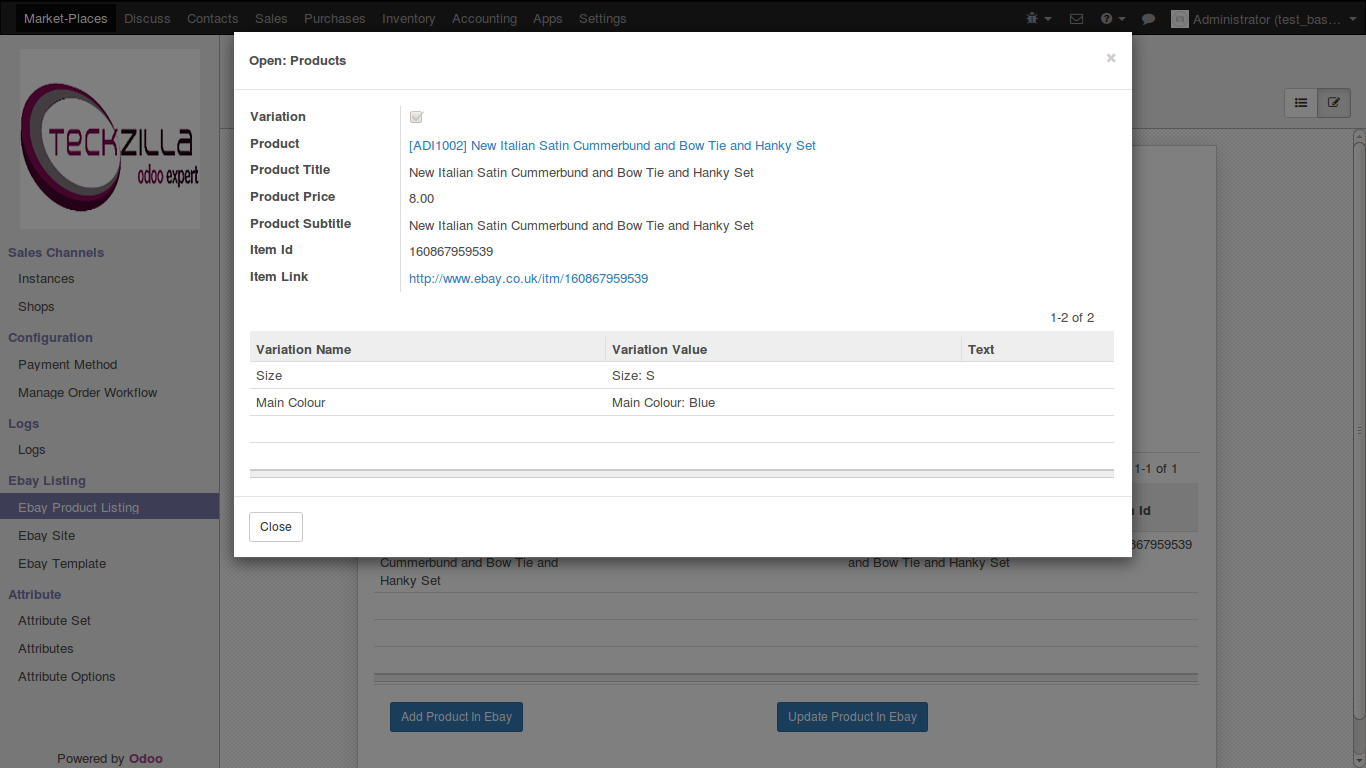 Market-Places Discuss Contacts Sales Purchases Inventory Accounting Apps Settings Administrator (test_bas...
TECKZILLA
odoo expert
Sales Channels
Instances
Shops
Configuration
Payment Method
Manage Order Workflow
Logs
Logs
Ebay Listing
Ebay Product Listing
Ebay Site
Ebay Template
Attribute
Attribute Set
Attributes
Attribute Options
Powered by Odoo
Open: Products ×
Variation
Product [ADI1002] New Italian Satin Cummerbund and Bow Tie and Hanky Set
Product Title New Italian Satin Cummerbund and Bow Tie and Hanky Set
Product Price 8.00
Product Subtitle New Italian Satin Cummerbund and Bow Tie and Hanky Set
Item Id 160867959539
Item Link http://www.ebay.co.uk/itm/160867959539
1-2 of 2
Variation Name Variation Value Text
Size Size: S
Main Colour Main Colour: Blue
Close
1-1 of 1
Id
867959539
Cummerbund and Bow Tie and and Bow Tie and Hanky Set
Hanky Set
Add Product In Ebay Update Product In Ebay